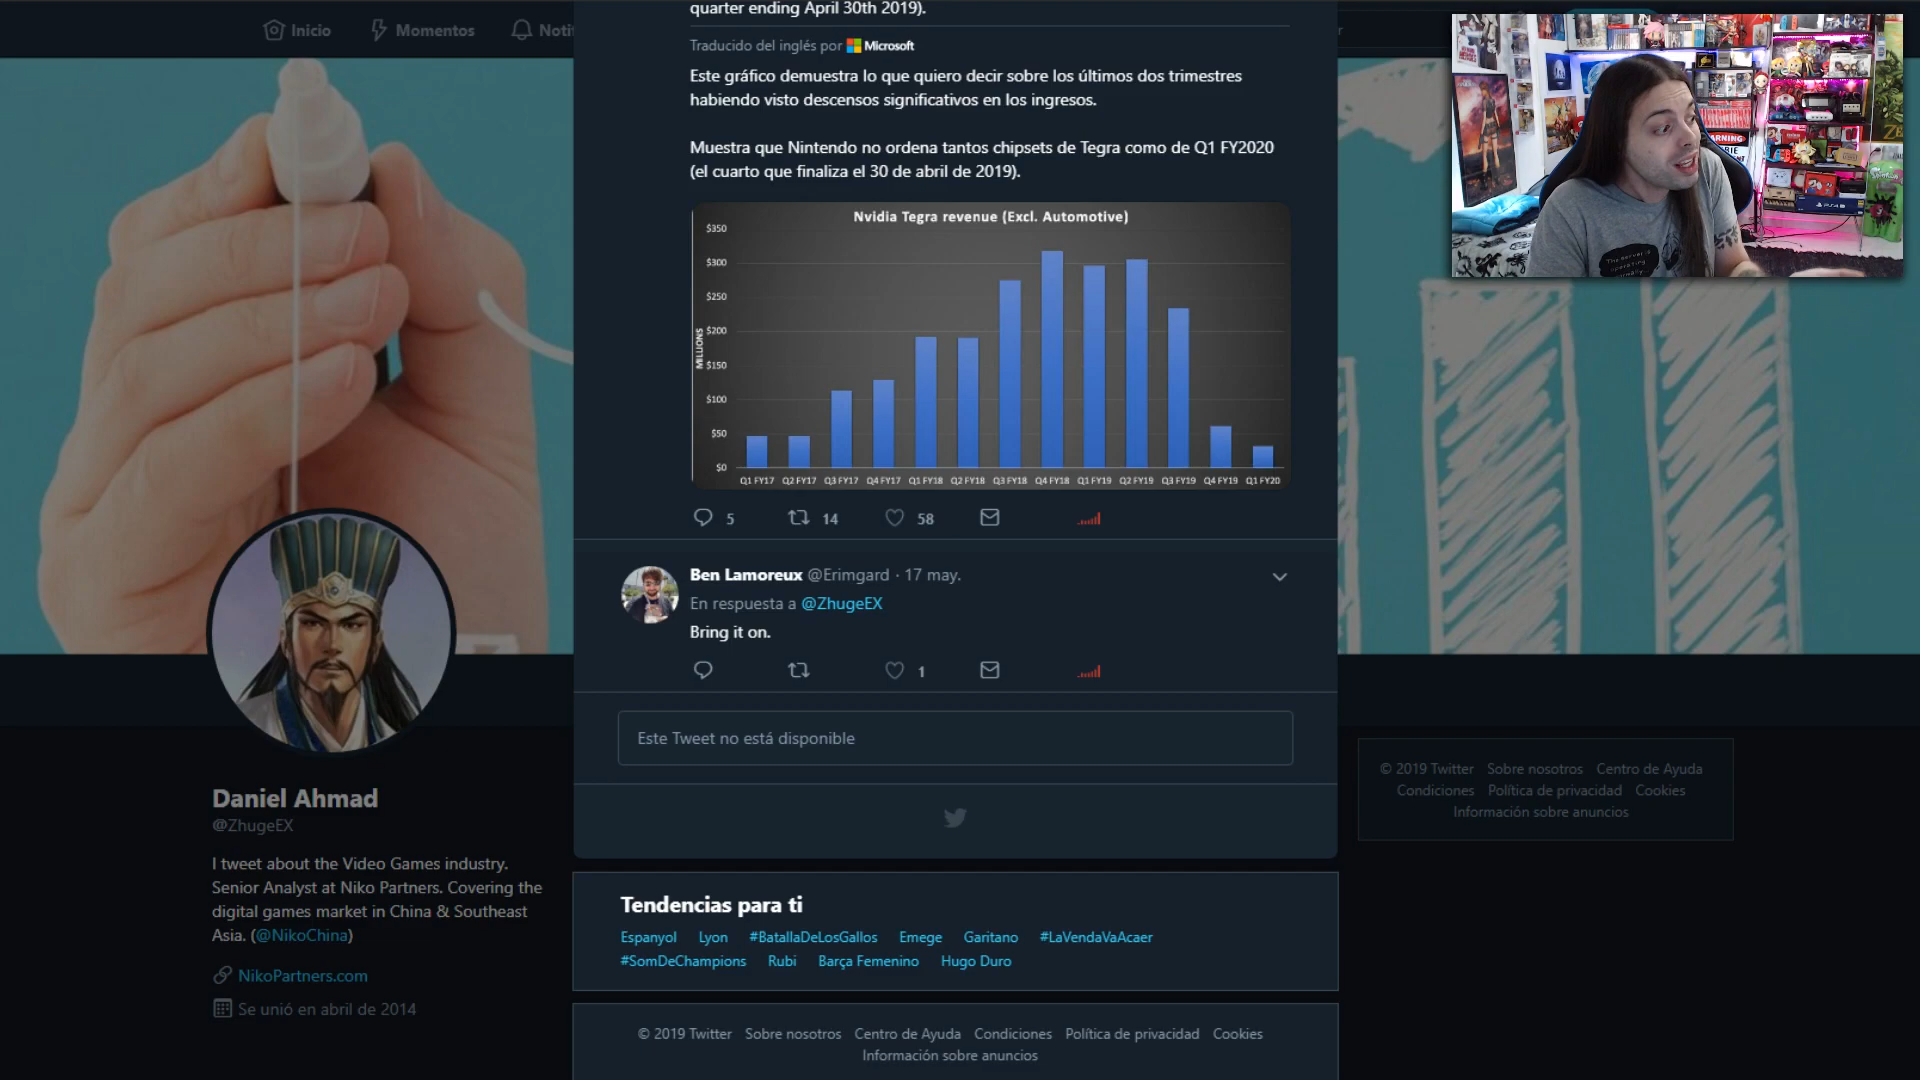 Inicio
Momentos
Noti
quarter ending April 30th 2019).
Traducido del inglés por Microsoft
Este gráfico demuestra lo que quiero decir sobre los últimos dos trimestres
habiendo visto descensos significativos en los ingresos.
Muestra que Nintendo no ordena tantos chipsets de Tegra como de Q1 FY2020
(el cuarto que finaliza el 30 de abril de 2019).
Nvidia Tegra revenue (Excl. Automotive)
MILLIONS
$350
$300
$250
$200
$150
$100
$50
$0
Q1 FY17 Q2 FY17 Q3 FY17 Q4 FY17 Q1 FY18 Q2 FY18 Q3 FY18 Q4 FY18 Q1 FY19 Q2 FY19 Q3 FY19 Q4 FY19 Q1 FY20
5 14 58
Ben Lamoreux @Erimgard · 17 may.
En respuesta a @ZhugeEX
Bring it on.
1
Este Tweet no está disponible
Tendencias para ti
Espanyol Lyon #BatallaDeLosGallos Emege Garitano #LaVendaVaAcaer
#SomDeChampions Rubi Barça Femenino Hugo Duro
© 2019 Twitter Sobre nosotros Centro de Ayuda Condiciones Política de privacidad Cookies
Información sobre anuncios
Daniel Ahmad
@ZhugeEX
I tweet about the Video Games industry.
Senior Analyst at Niko Partners. Covering the
digital games market in China & Southeast
Asia. (@NikoChina)
NikoPartners.com
Se unió en abril de 2014
© 2019 Twitter Sobre nosotros Centro de Ayuda
Condiciones Política de privacidad Cookies
Información sobre anuncios
WARNING
The server is
operating
normally
PS4